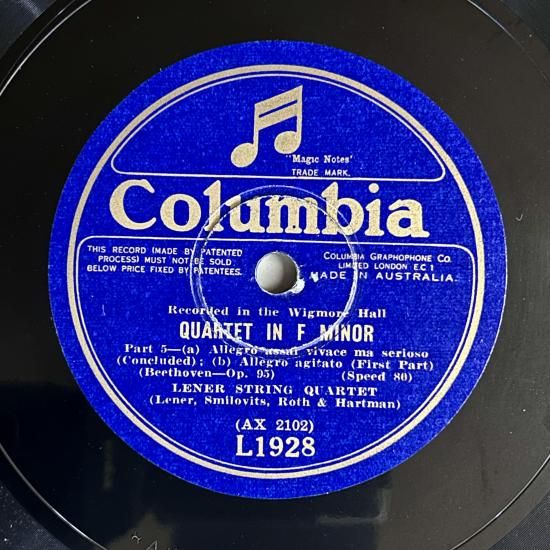 "Magic Notes'
TRADE MARK.
Columbia
THIS RECORD (MADE BY PATENTED
PROCESS) MUST NOT BE SOLD
BELOW PRICE FIXED BY PATENTEES.
COLUMBIA GRAPHOPHONE CO.
LIMITED LONDON EC1
MADE IN AUSTRALIA.
Recorded in the Wigmore Hall
QUARTET IN F MINOR
Part 5—(a) Allegro assai vivace ma serioso
(Concluded); (b) Allegro agitato (First Part)
(Beethoven—Op. 95) (Speed 80)
LENER STRING QUARTET
(Lener, Smilovits, Roth & Hartman)
(AX 2102)
L1928